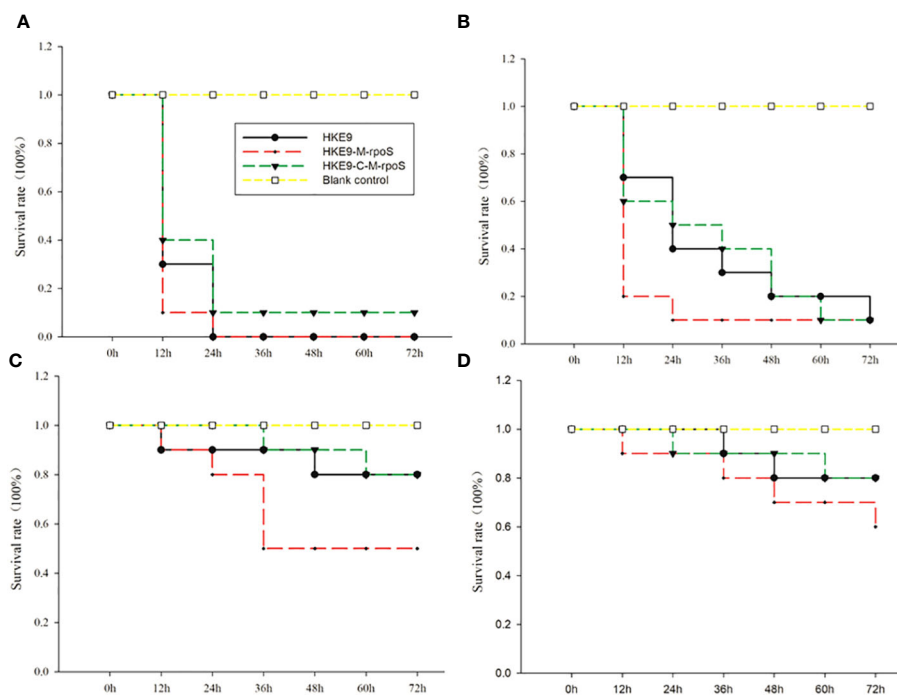 A
Survival rate (100%)
1.2
1.0
0.8
0.6
0.4
0.2
0.0
0h 12h 24h 36h 48h 60h 72h
HKE9
HKE9-M-rpoS
HKE9-C-M-rpoS
Blank control
B
Survival rate (100%)
1.2
1.0
0.8
0.6
0.4
0.2
0.0
0h 12h 24h 36h 48h 60h 72h
C
Survival rate (100%)
1.2
1.0
0.8
0.6
0.4
0.2
0.0
0h 12h 24h 36h 48h 60h 72h
D
Survival rate (100%)
1.2
1.0
0.8
0.6
0.4
0.2
0.0
0h 12h 24h 36h 48h 60h 72h